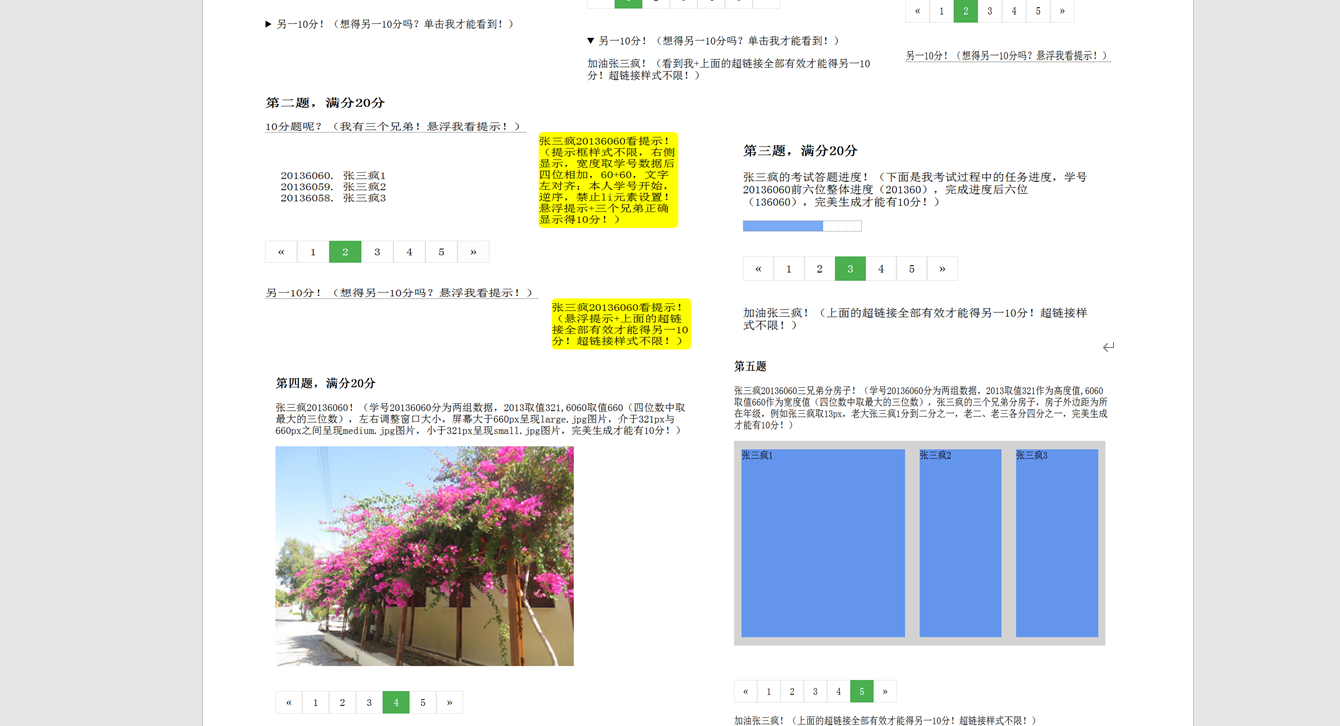 ▶ 另一10分！（想得另一10分吗？单击我才能看到！）
▼ 另一10分！（想得另一10分吗？单击我才能看到！）
加油张三疯！（看到我+上面的超链接全部有效才能得另一10
分！超链接样式不限！）
« 1 2 3 4 5 »
另一10分！（想得另一10分吗？悬浮我看提示！）
第二题，满分20分
10分题呢？（我有三个兄弟！悬浮我看提示！）
张三疯20136060看提示！
（提示框样式不限，右侧
显示，宽度取学号数据后
四位相加，60+60，文字
左对齐；本人学号开始，
逆序，禁止li元素设置！
悬浮提示+三个兄弟正确
显示得10分！）
20136060. 张三疯1
20136059. 张三疯2
20136058. 张三疯3
« 1 2 3 4 5 »
另一10分！（想得另一10分吗？悬浮我看提示！）
张三疯20136060看提示！
（悬浮提示+上面的超链
接全部有效才能得另一10
分！超链接样式不限！）
第三题，满分20分
张三疯的考试答题进度！（下面是我考试过程中的任务进度，学号
20136060前六位整体进度（201360），完成进度后六位
（136060），完美生成才能有10分！）
« 1 2 3 4 5 »
加油张三疯！（上面的超链接全部有效才能得另一10分！超链接样
式不限！）
第四题，满分20分
张三疯20136060！（学号20136060分为两组数据，2013取值321,6060取值660（四位数中取
最大的三位数），左右调整窗口大小，屏幕大于660px呈现large.jpg图片，介于321px与
660px之间呈现medium.jpg图片，小于321px呈现small.jpg图片，完美生成才能有10分！）
« 1 2 3 4 5 »
第五题
张三疯20136060三兄弟分房子！（学号20136060分为两组数据，2013取值321作为高度值,6060
取值660作为宽度值（四位数中取最大的三位数），张三疯的三个兄弟分房子，房子外边距为所
在年级，例如张三疯取13px，老大张三疯1分到二分之一，老二、老三各分四分之一，完美生成
才能有10分！）
张三疯1 张三疯2 张三疯3
« 1 2 3 4 5 »
加油张三疯！（上面的超链接全部有效才能得另一10分！超链接样式不限！）